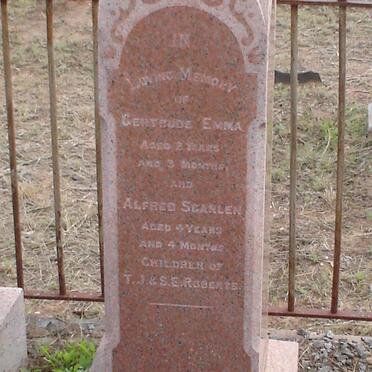 IN
LOVING MEMORY
OF
GERTRUDE EMMA
AGED 2 YEARS
AND 3 MONTHS,
AND
ALFRED SCANLEN
AGED 4 YEARS
AND 4 MONTHS
CHILDREN OF
T.J. & S.E. ROBERTS.